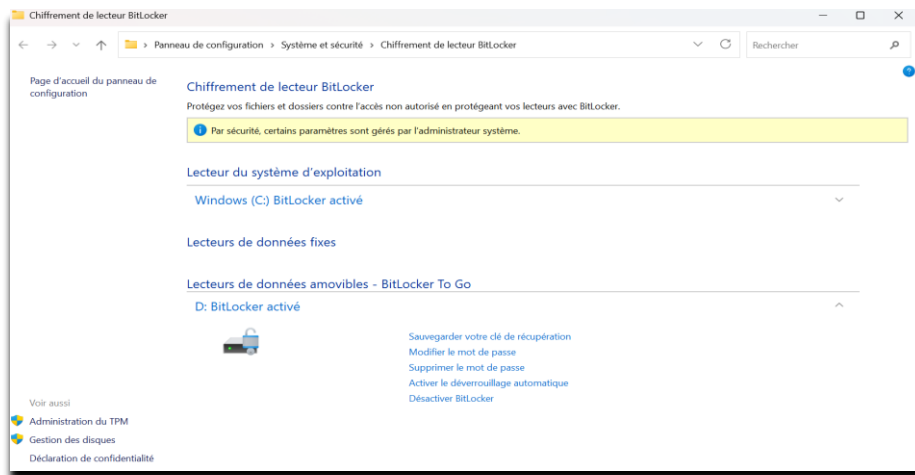 Chiffrement de lecteur BitLocker
Panneau de configuration > Système et sécurité > Chiffrement de lecteur BitLocker
Rechercher
Page d'accueil du panneau de
configuration
Chiffrement de lecteur BitLocker
Protégez vos fichiers et dossiers contre l'accès non autorisé en protégeant vos lecteurs avec BitLocker.
Par sécurité, certains paramètres sont gérés par l'administrateur système.
Lecteur du système d'exploitation
Windows (C:) BitLocker activé
Lecteurs de données fixes
Lecteurs de données amovibles - BitLocker To Go
D: BitLocker activé
Sauvegarder votre clé de récupération
Modifier le mot de passe
Supprimer le mot de passe
Activer le déverrouillage automatique
Désactiver BitLocker
Voir aussi
Administration du TPM
Gestion des disques
Déclaration de confidentialité